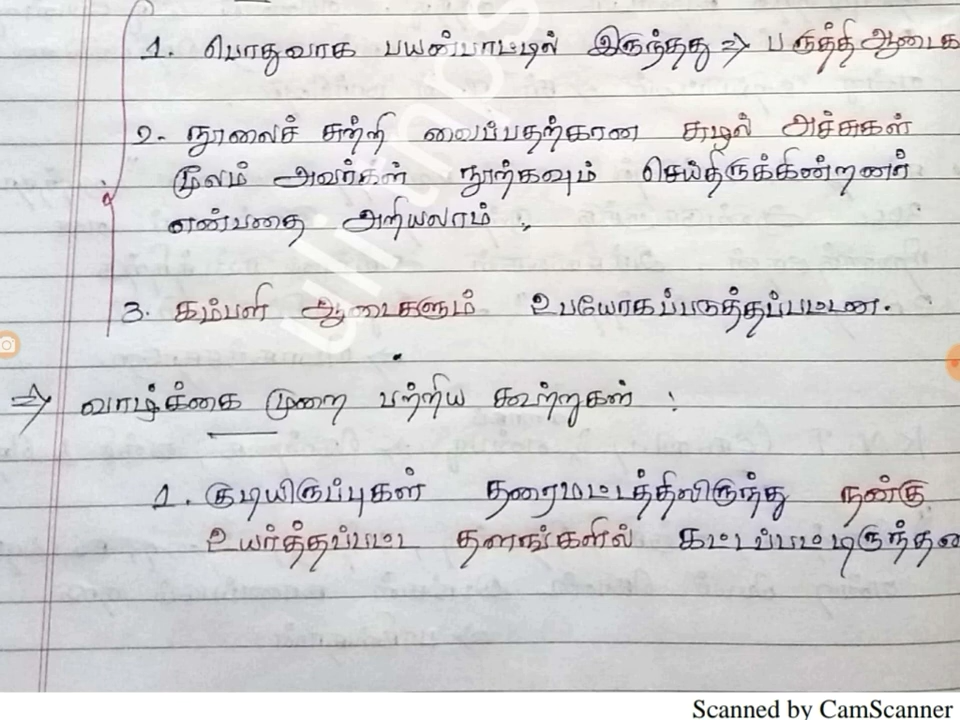 1. பொதுவாக பயன்பாட்டில் இருந்தது => பருத்தி ஆடைக
2. நூலைச் சுற்றி வைப்பதற்கான சுழல் அச்சுகள்
மூலம் அவர்கள் நூற்கவும் செய்திருக்கின்றனர்
என்பதை அறியலாம்.
3. கம்பளி ஆடைகளும் உபயோகப்படுத்தப்பட்டன.
=> வாழ்க்கை முறை பற்றிய கூற்றுகள் :
1. குடியிருப்புகள் தரைமட்டத்திலிருந்து நன்கு
உயர்த்தப்பட்ட தளங்களில் கட்டப்பட்டிருந்தன
Scanned by CamScanner